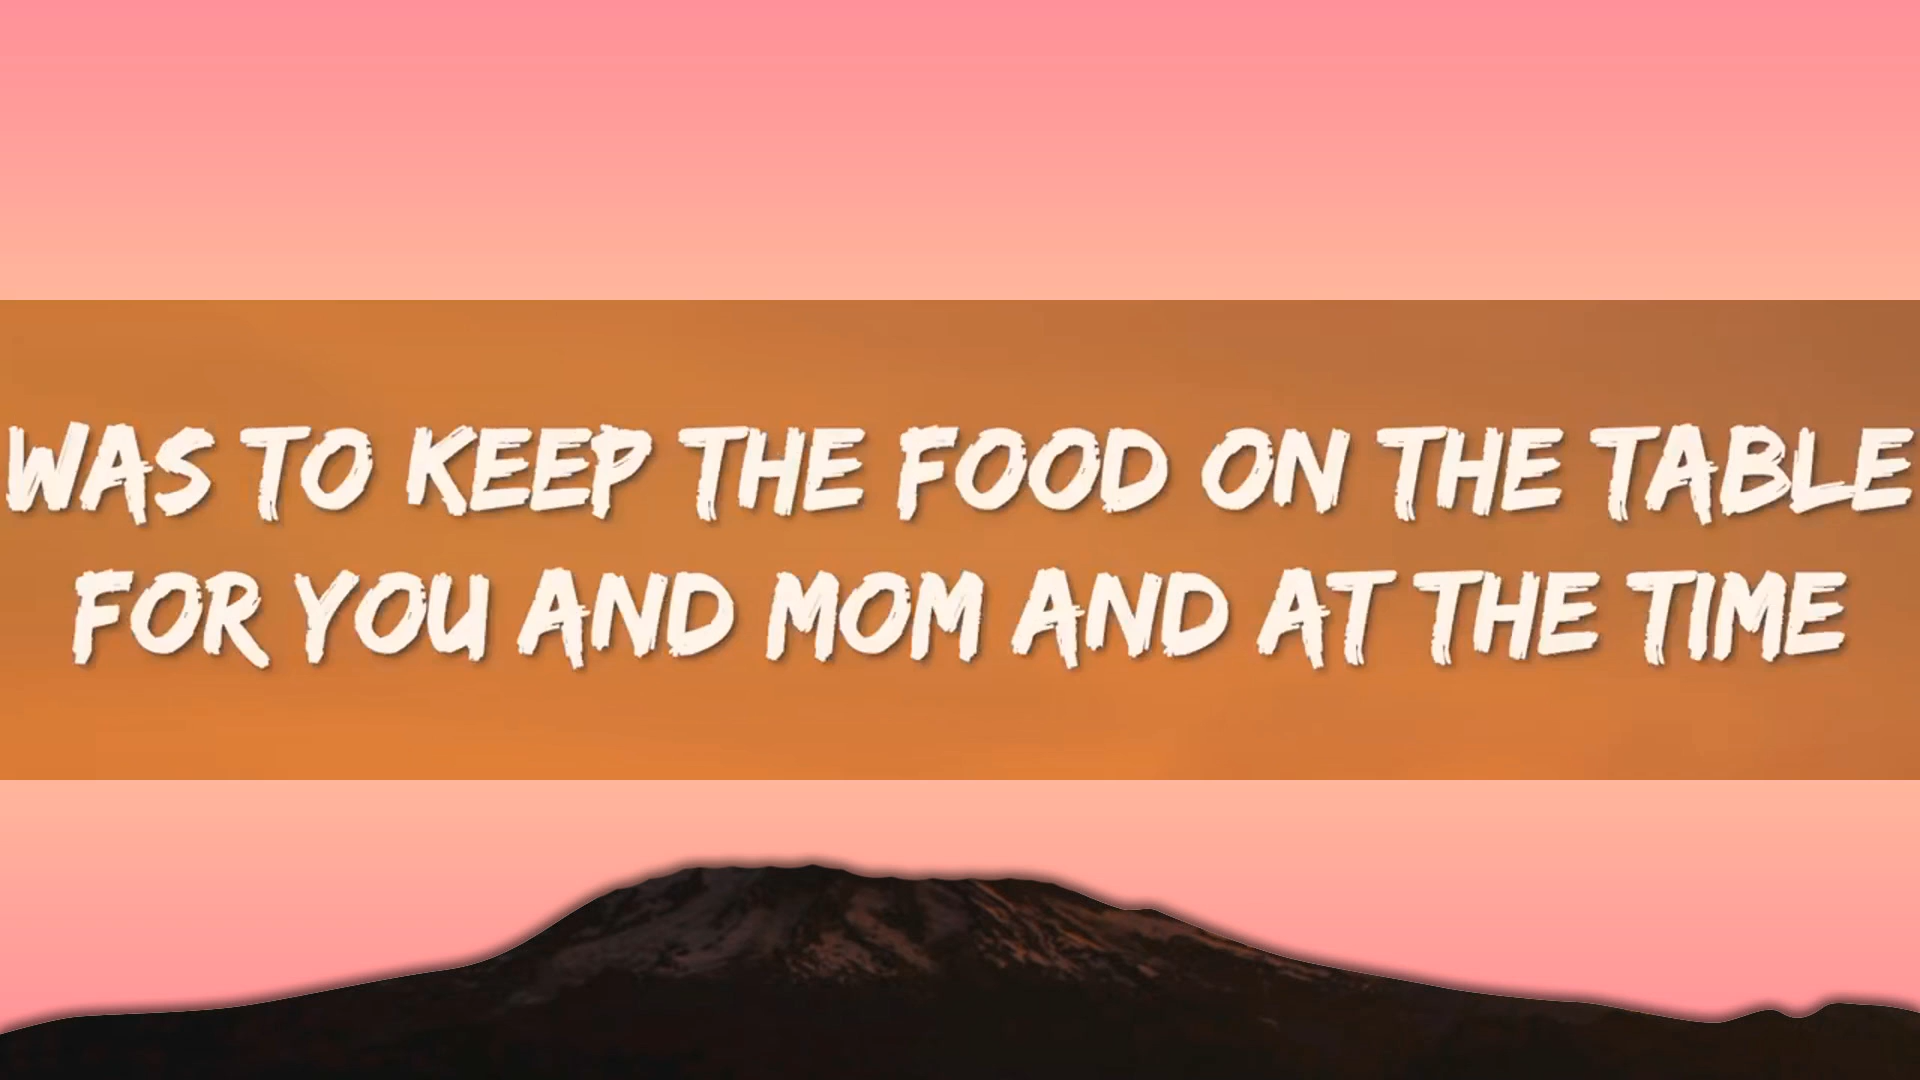 WAS TO KEEP THE FOOD ON THE TABLE
FOR YOU AND MOM AND AT THE TIME